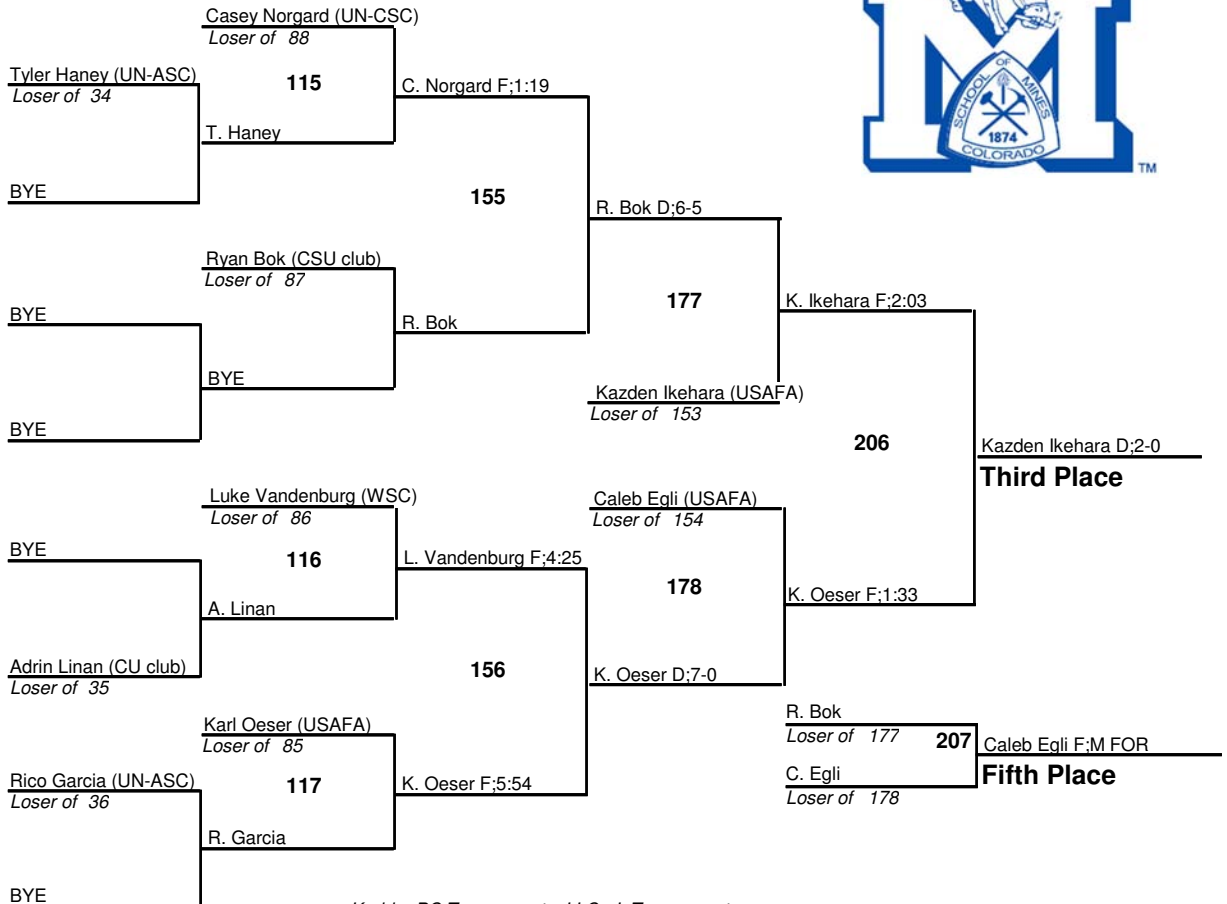 Casey Norgard (UN-CSC)
Loser of 88
Tyler Haney (UN-ASC)
Loser of 34
115
C. Norgard F;1:19
T. Haney
BYE
155
R. Bok D;6-5
Ryan Bok (CSU club)
Loser of 87
BYE
R. Bok
177
K. Ikehara F;2:03
BYE
BYE
Kazden Ikehara (USAFA)
Loser of 153
206
Kazden Ikehara D;2-0
Third Place
Luke Vandenburg (WSC)
Loser of 86
Caleb Egli (USAFA)
Loser of 154
BYE
116
L. Vandenburg F;4:25
178
K. Oeser F;1:33
A. Linan
Adrin Linan (CU club)
Loser of 35
156
K. Oeser D;7-0
Karl Oeser (USAFA)
Loser of 85
R. Bok
Loser of 177
207
Caleb Egli F;M FOR
Fifth Place
Rico Garcia (UN-ASC)
Loser of 36
117
K. Oeser F;5:54
C. Egli
Loser of 178
R. Garcia
BYE
SCHOOL OF MINES
1874
COLORADO
TM